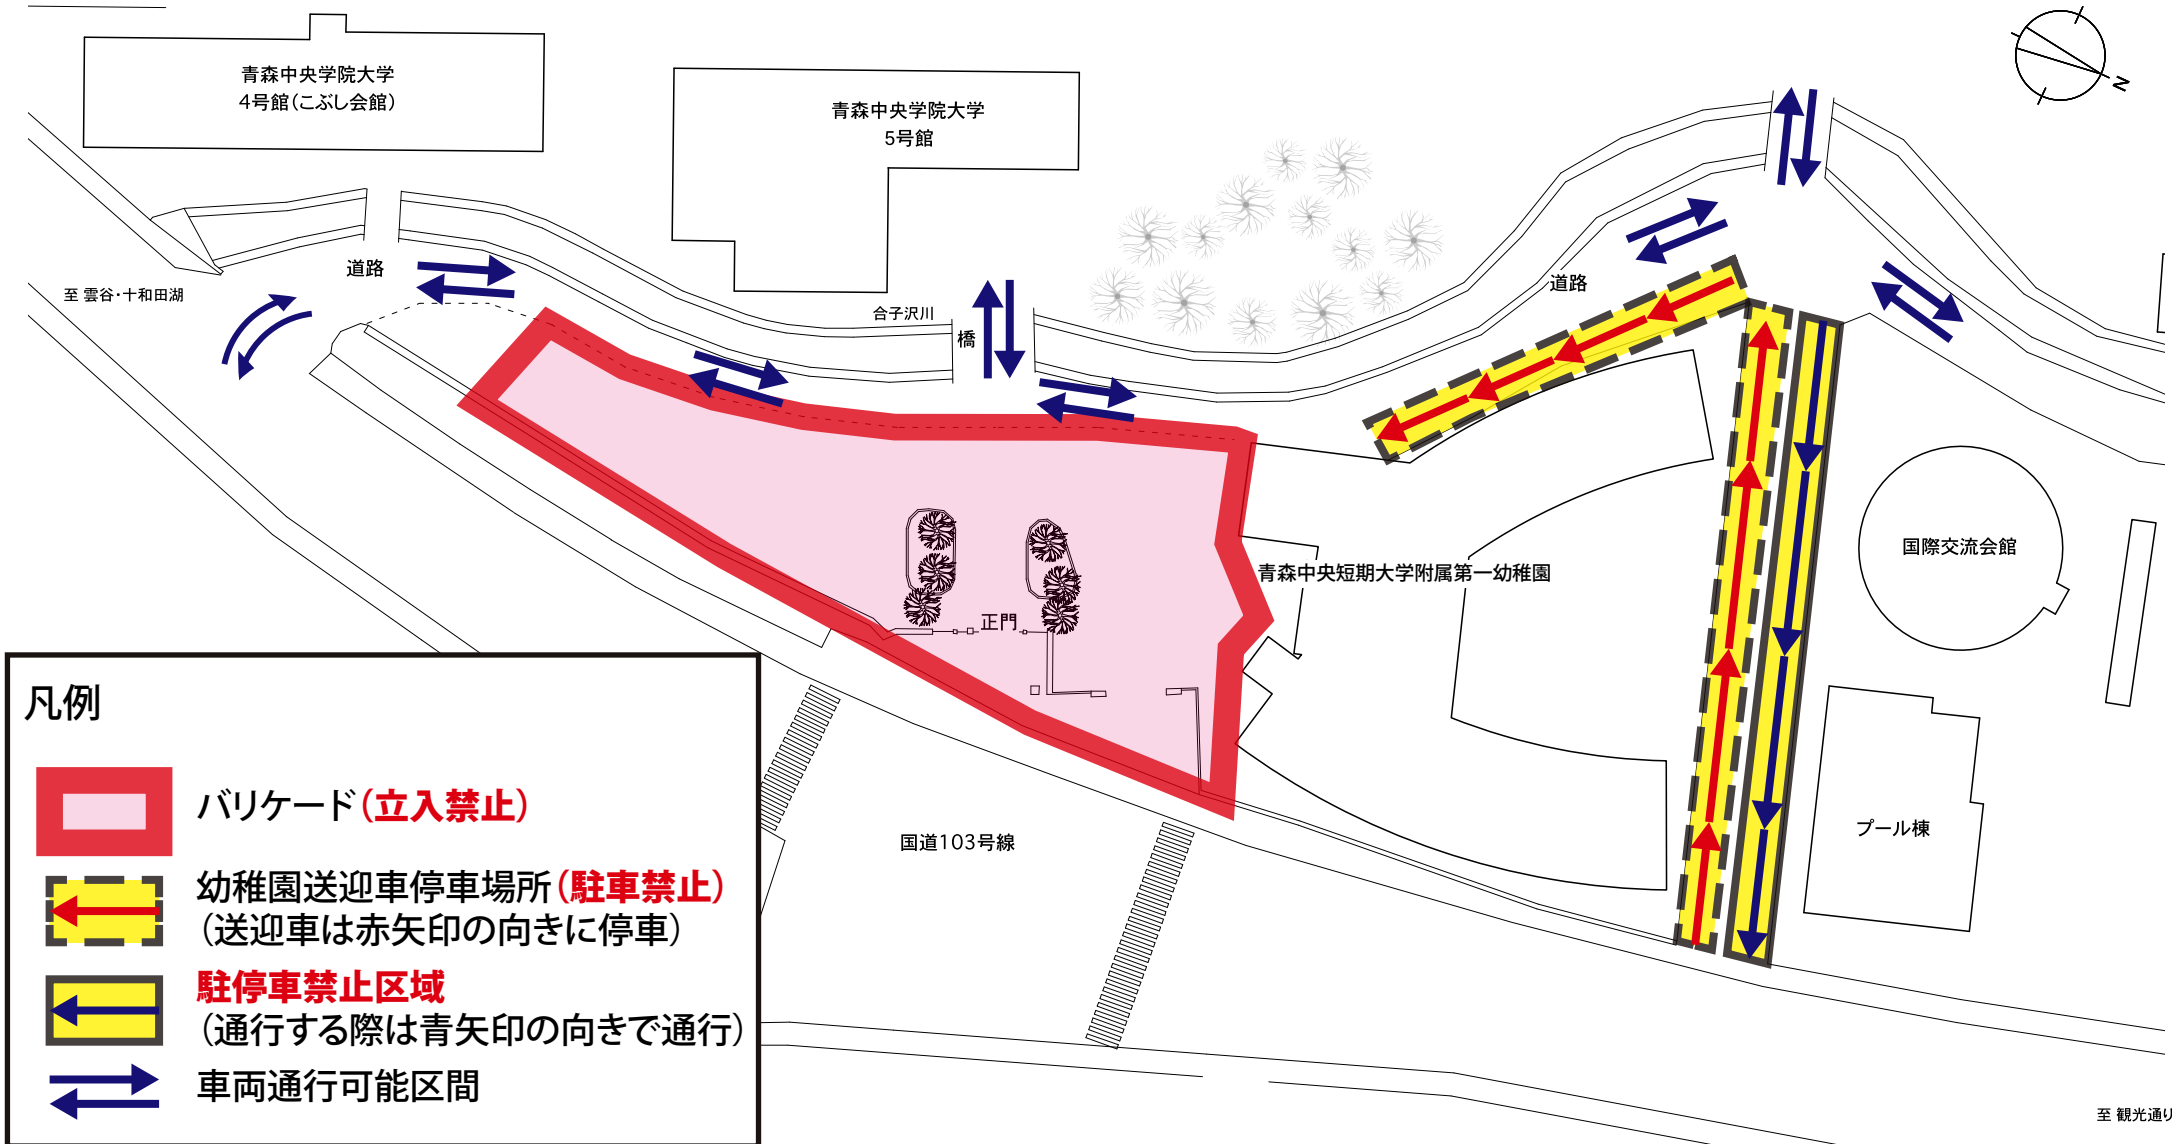 青森中央学院大学
4号館（こぶし会館）
青森中央学院大学
5号館
N
道路
至 雲谷・十和田湖
合子沢川
橋
道路
国際交流会館
青森中央短期大学附属第一幼稚園
正門
プール棟
国道103号線
至 観光通り
凡例
バリケード（立入禁止）
幼稚園送迎車停車場所（駐車禁止）
（送迎車は赤矢印の向きに停車）
駐停車禁止区域
（通行する際は青矢印の向きで通行）
車両通行可能区間